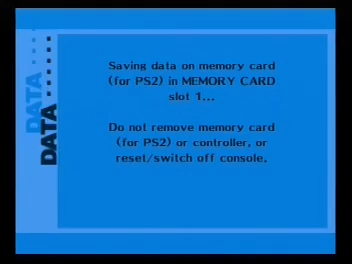 Saving data on memory card
(for PS2) in MEMORY CARD
slot 1...
Do not remove memory card
(for PS2) or controller, or
reset/switch off console.
DATA.....
DATA.....